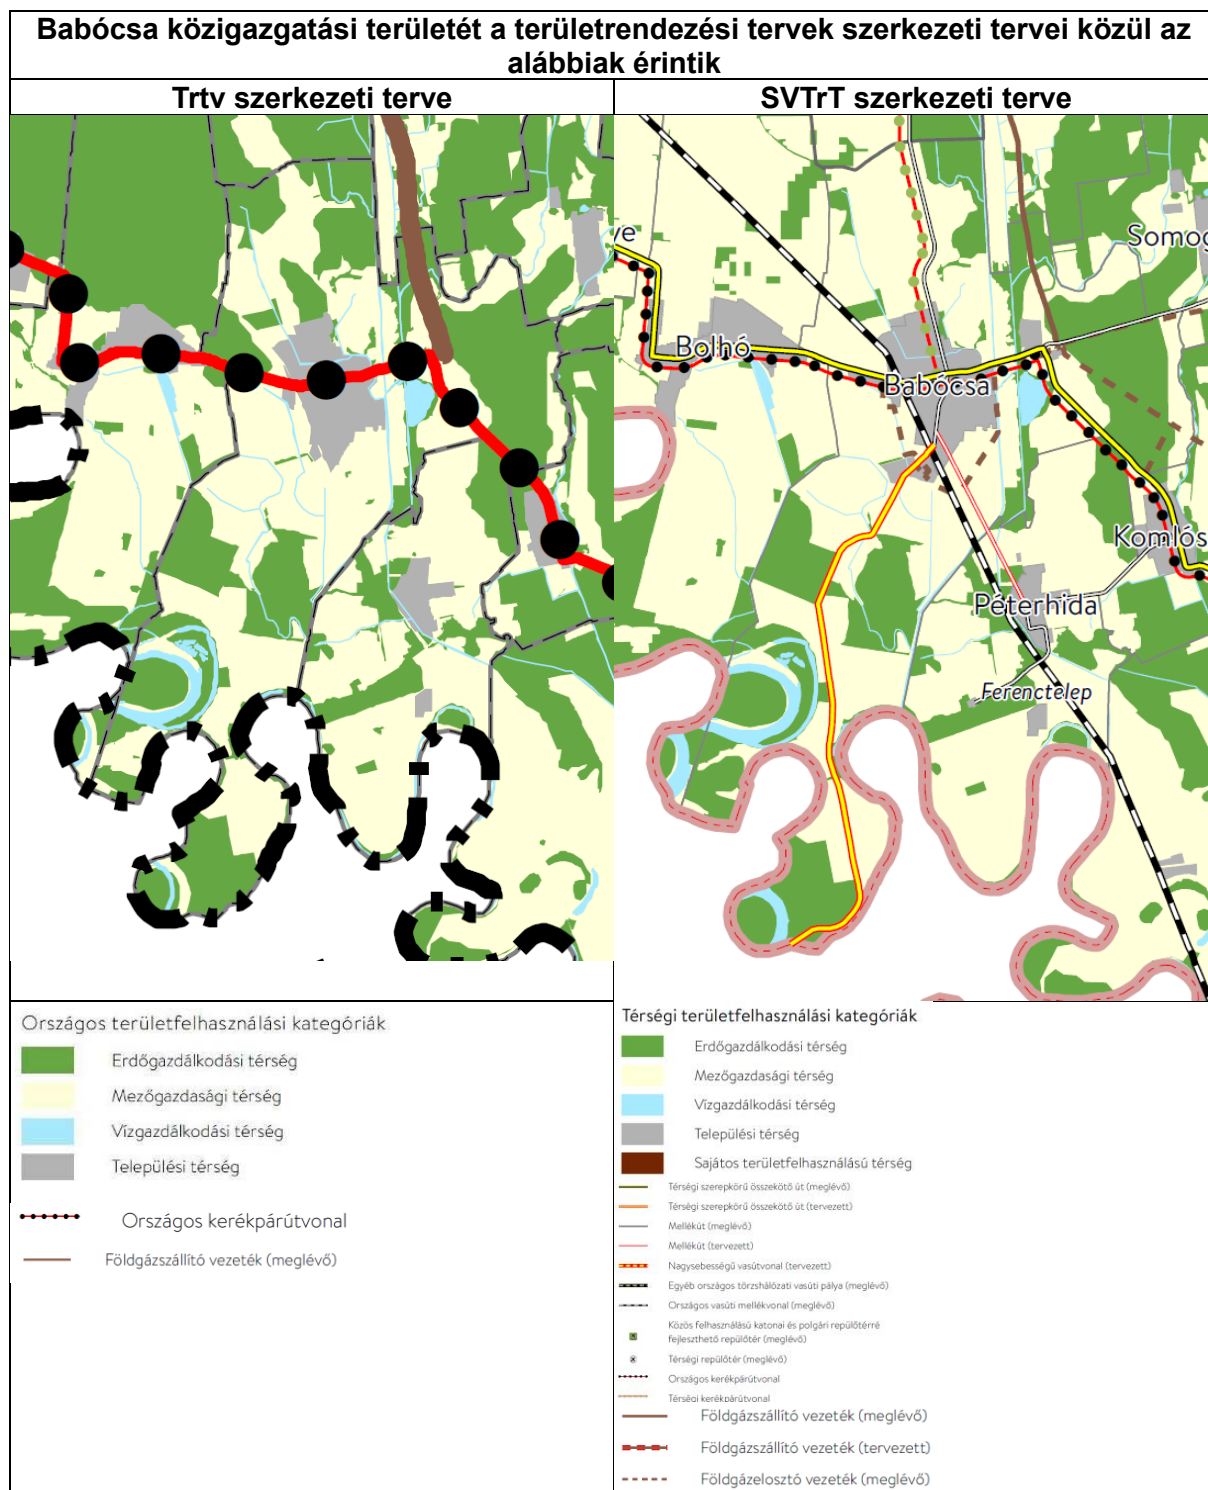 Babócsa közigazgatási területét a területrendezési tervek szerkezeti tervei közül az
alábbiak érintik
Trtv szerkezeti terve
SVTrT szerkezeti terve
ve
Somog
Bolhó
Babócsa
Komlós
Péterhida
Ferenctelep
Országos területfelhasználási kategóriák
Erdőgazdálkodási térség
Mezőgazdasági térség
Vízgazdálkodási térség
Települési térség
Országos kerékpárútvonal
Földgázszállító vezeték (meglévő)
Térségi területfelhasználási kategóriák
Erdőgazdálkodási térség
Mezőgazdasági térség
Vízgazdálkodási térség
Települési térség
Sajátos területfelhasználású térség
Térségi szerepkörű összekötő út (meglévő)
Térségi szerepkörű összekötő út (tervezett)
Mellékút (meglévő)
Mellékút (tervezett)
Nagysebességű vasútvonal (tervezett)
Egyéb országos törzshálózati vasúti pálya (meglévő)
Országos vasúti mellékvonal (meglévő)
Közös felhasználású katonai és polgári repülőtérré
fejleszthető repülőtér (meglévő)
Térségi repülőtér (meglévő)
Országos kerékpárútvonal
Térségi kerékpárútvonal
Földgázszállító vezeték (meglévő)
Földgázszállító vezeték (tervezett)
Földgázelosztó vezeték (meglévő)